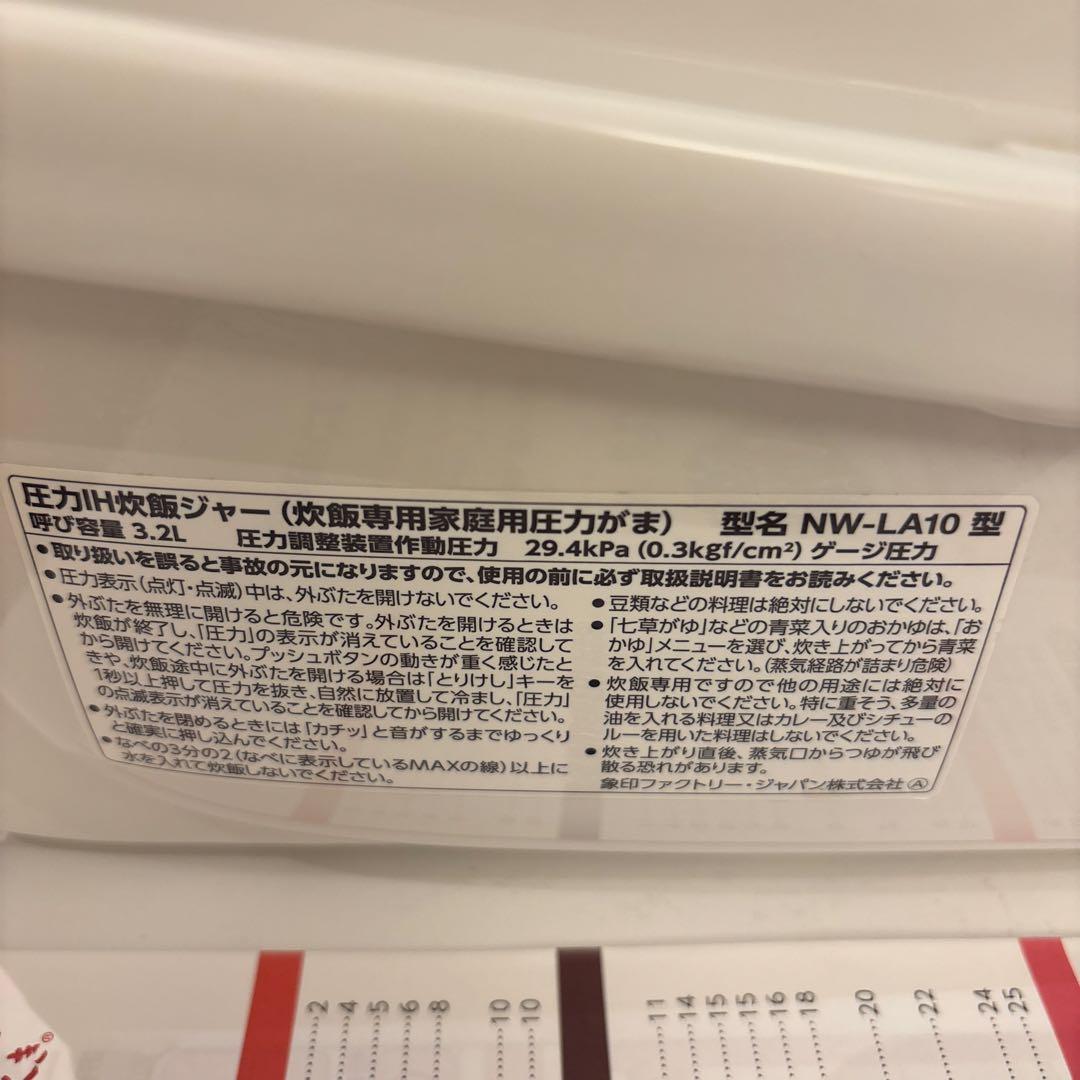 圧力IH炊飯ジャー（炊飯専用家庭用圧力がま） 型名 NW-LA10 型
呼び容量 3.2L 圧力調整装置作動圧力 29.4kPa (0.3kgf/cm²) ゲージ圧力
●取り扱いを誤ると事故の元になりますので、使用の前に必ず取扱説明書をお読みください。
●圧力表示（点灯・点滅）中は、外ぶたを開けないでください。
●外ぶたを無理に開けると危険です。外ぶたを開けるときは
炊飯が終了し、「圧力」の表示が消えていることを確認して
から開けてください。プッシュボタンの動きが重く感じたと
きや、炊飯途中に外ぶたを開ける場合は「とりけし」キーを
1秒以上押して圧力を抜き、自然に放置して冷まし、「圧力」
の点滅表示が消えていることを確認してから開けてください。
●外ぶたを閉めるときには「カチッ」と音がするまでゆっくり
と確実に押し込んでください。
●なべの3分の2（なべに表示しているMAXの線）以上に
水を入れて炊飯しないでください。
●豆類などの料理は絶対にしないでください。
●「七草がゆ」などの青菜入りのおかゆは、「お
かゆ」メニューを選び、炊き上がってから青菜
を入れてください。（蒸気経路が詰まり危険）
●炊飯専用ですので他の用途には絶対に
使用しないでください。特に重そう、多量の
油を入れる料理又はカレー及びシチューの
ルーを用いた料理はしないでください。
●炊き上がり直後、蒸気口からつゆが飛び
散る恐れがあります。
象印ファクトリー・ジャパン株式会社 Ⓐ
2
4
5
6
8
10
10
11
14
15
15
16
18
20
22
24
25